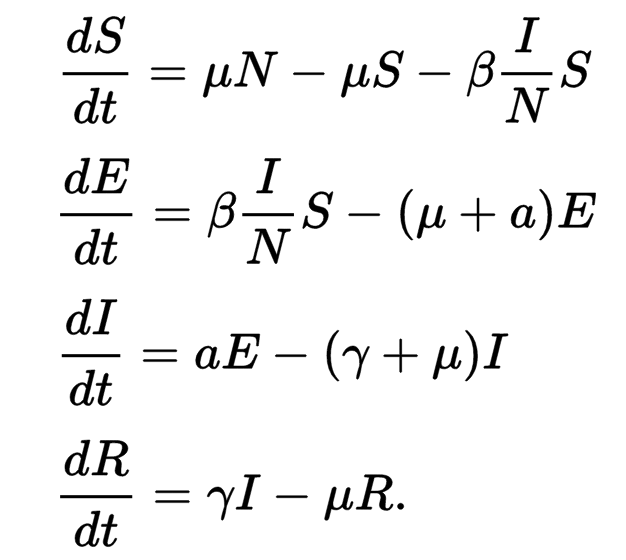 dS/dt = μN − μS − β I/N S
dE/dt = β I/N S − (μ + a)E
dI/dt = aE − (γ + μ)I
dR/dt = γI − μR.